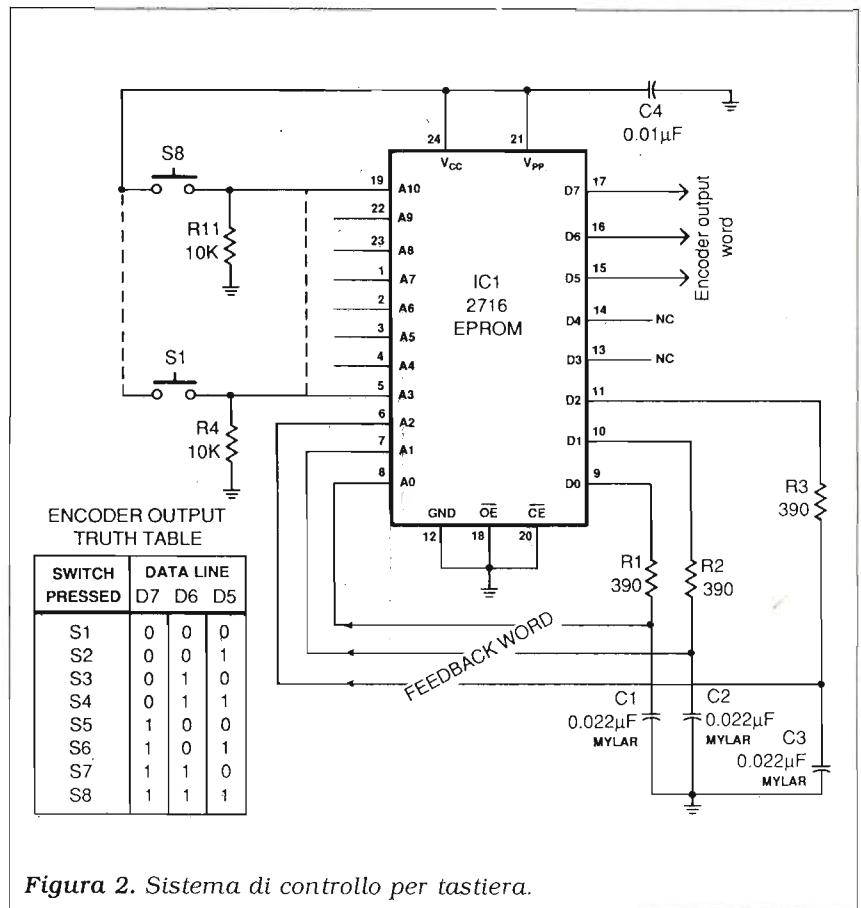 C4
0.01µF
24
21
VCC
VPP
S8
19
A10
R11
10K
22
A9
23
A8
1
A7
2
A6
3
A5
4
A4
S1
5
A3
R4
10K
6
A2
7
A1
8
A0
IC1
2716
EPROM
D7
17
D6
16
D5
15
Encoder output
word
D4
14
NC
D3
13
NC
D2
11
D1
10
D0
9
GND
OE
CE
12
18
20
R3
390
R1
390
R2
390
FEEDBACK WORD
C1
0.022µF
MYLAR
C2
0.022µF
MYLAR
C3
0.022µF
MYLAR
ENCODER OUTPUT
TRUTH TABLE
SWITCH PRESSED DATA LINE
D7 D6 D5
S1 0 0 0
S2 0 0 1
S3 0 1 0
S4 0 1 1
S5 1 0 0
S6 1 0 1
S7 1 1 0
S8 1 1 1
Figura 2. Sistema di controllo per tastiera.